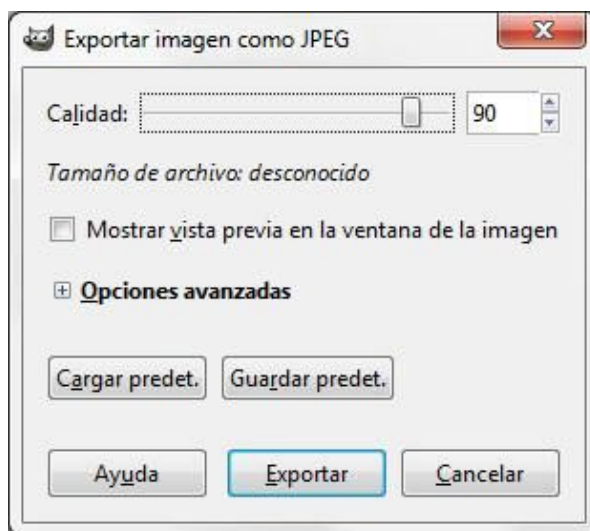 Exportar imagen como JPEG
Calidad: 90
Tamaño de archivo: desconocido
Mostrar vista previa en la ventana de la imagen
Opciones avanzadas
Cargar predet. Guardar predet.
Ayuda Exportar Cancelar